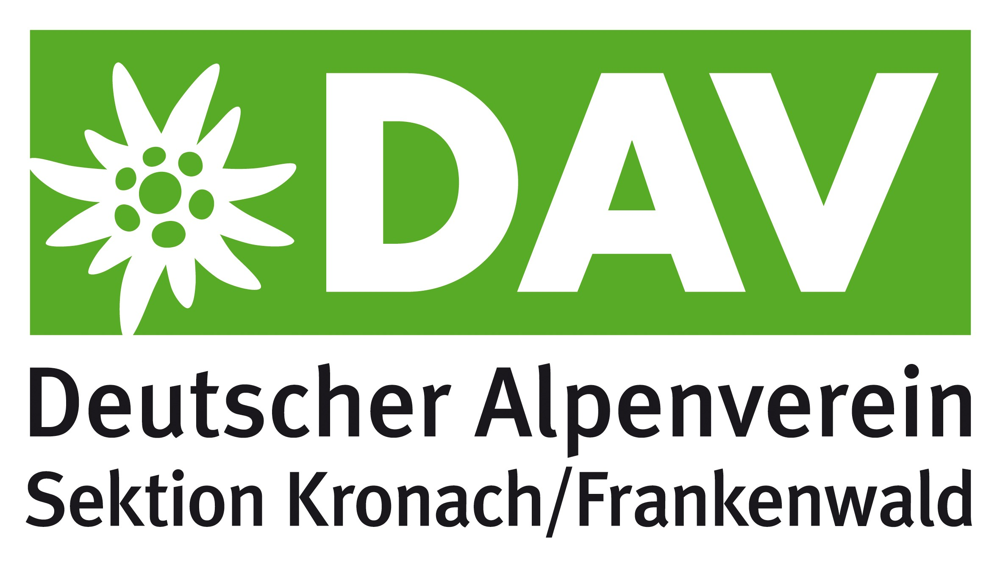 DAV
Deutscher Alpenverein
Sektion Kronach/Frankenwald